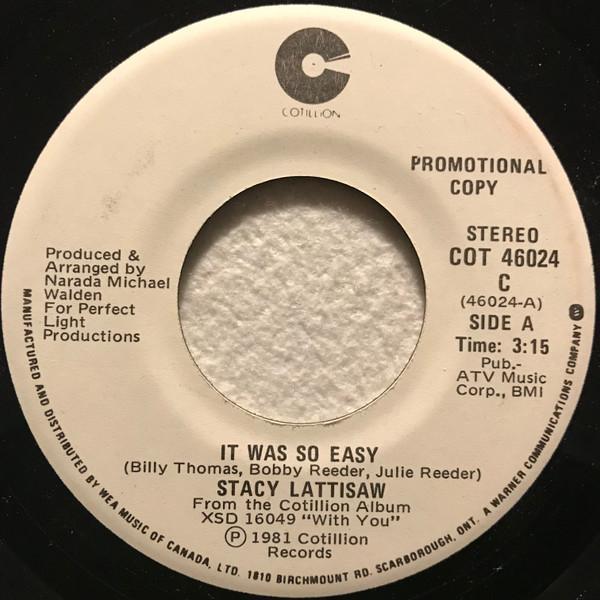 COTILLION
PROMOTIONAL
COPY
STEREO
COT 46024
C
(46024-A)
SIDE A
Time: 3:15
Pub.-
ATV Music
Corp., BMI
Produced &
Arranged by
Narada Michael
Walden
For Perfect
Light
Productions
IT WAS SO EASY
(Billy Thomas, Bobby Reeder, Julie Reeder)
STACY LATTISAW
From the Cotillion Album
XSD 16049 "With You"
Ⓟ 1981 Cotillion
Records
MANUFACTURED AND DISTRIBUTED BY WEA MUSIC OF CANADA, LTD. 1810 BIRCHMOUNT RD. SCARBOROUGH, ONT. A WARNER COMMUNICATIONS COMPANY